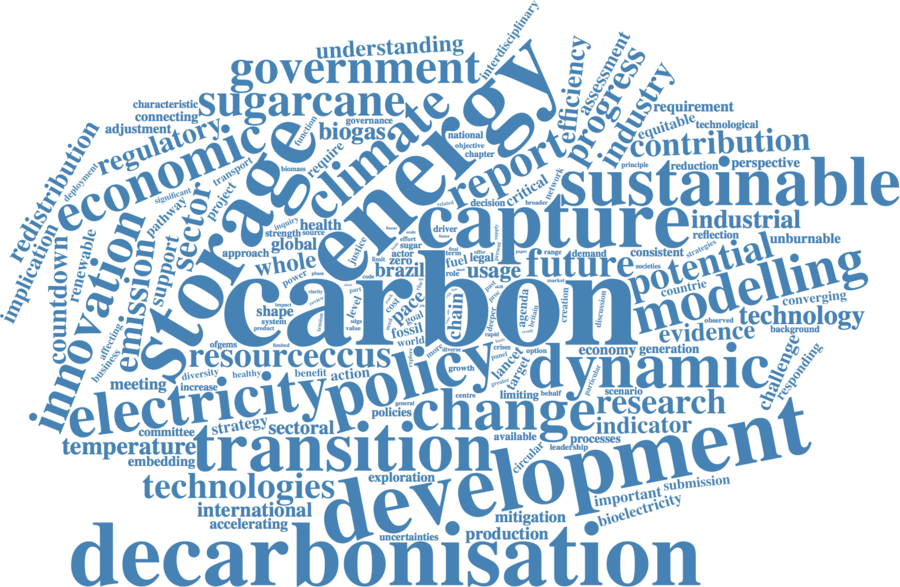 interdisciplinary
understanding
government
energy
efficiency
assessment
progress
industry
characteristic
connecting
adjustment
sugarcane
climate
function
biogas
governance
national
objective
chapter
requirement
equitable
technological
contribution
redistribution
deployment
regulatory
economic
storage
transport
significant
biomass
require
report
critical
decision
network
related
broader
principle
reduction
perspective
sustainable
implication
countdown
renewable
innovation
emission
pathway
support
sector
project
inquiry
health
strength
source
approach
global
whole
power
justice
capture
driver
industrial
reflection
unburnable
consistent
strategies
effort
sugar
actor
zero
limit
term
fuel
legal
role
brazil
usage
range
demand
future
societies
market
potential
countrie
modelling
converging
technology
background
observed
evidence
carbon
code
cost
pace
goal
fossil
world
level
value
shape
system
product
impact
review
chain
deeper
rapid
agenda
britain
creation
discussion
affecting
business
ofgems
limited
resource
ccus
diversity
healthy
benefit
action
increase
meeting
more
diverse
growth
crises
panel
lancet
target
greater
option
economy
generation
dynamic
particular
scenario
challenge
responding
electricity
policy
general
policies
centre
limiting
behalf
change
research
indicator
committee
strategy
sectoral
temperature
embedding
transition
available
processes
leadership
circular
development
technologies
exploration
international
accelerating
important
submission
bioelectricity
mitigation
production
uncertainties
decarbonisation